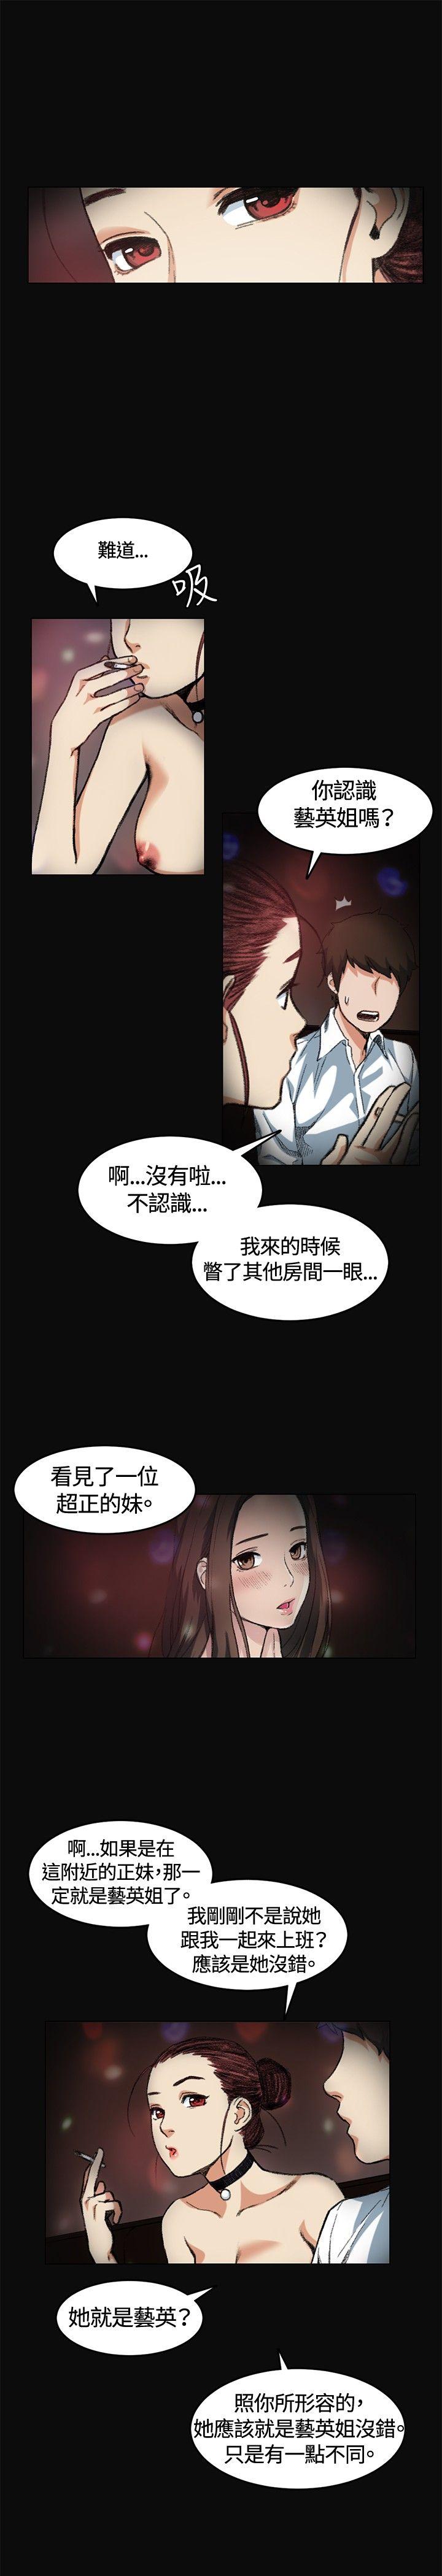 難道...
吸
你認識
藝英姐嗎?
啊...沒有啦...
不認識...
我來的時候
瞥了其他房間一眼...
看見了一位
超正的妹。
啊...如果是在
這附近的正妹,那一
定就是藝英姐了。
我剛剛不是說她
跟我一起來上班?
應該是她沒錯。
她就是藝英?
照你所形容的,
她應該就是藝英姐沒錯。
只是有一點不同。